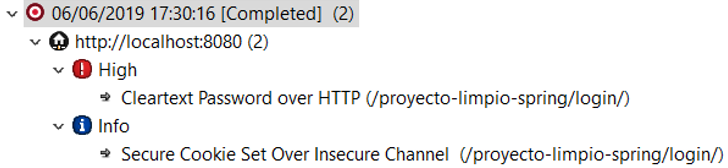 06/06/2019 17:30:16 [Completed] (2)
http://localhost:8080 (2)
High
Cleartext Password over HTTP (/proyecto-limpio-spring/login/)
Info
Secure Cookie Set Over Insecure Channel (/proyecto-limpio-spring/login/)